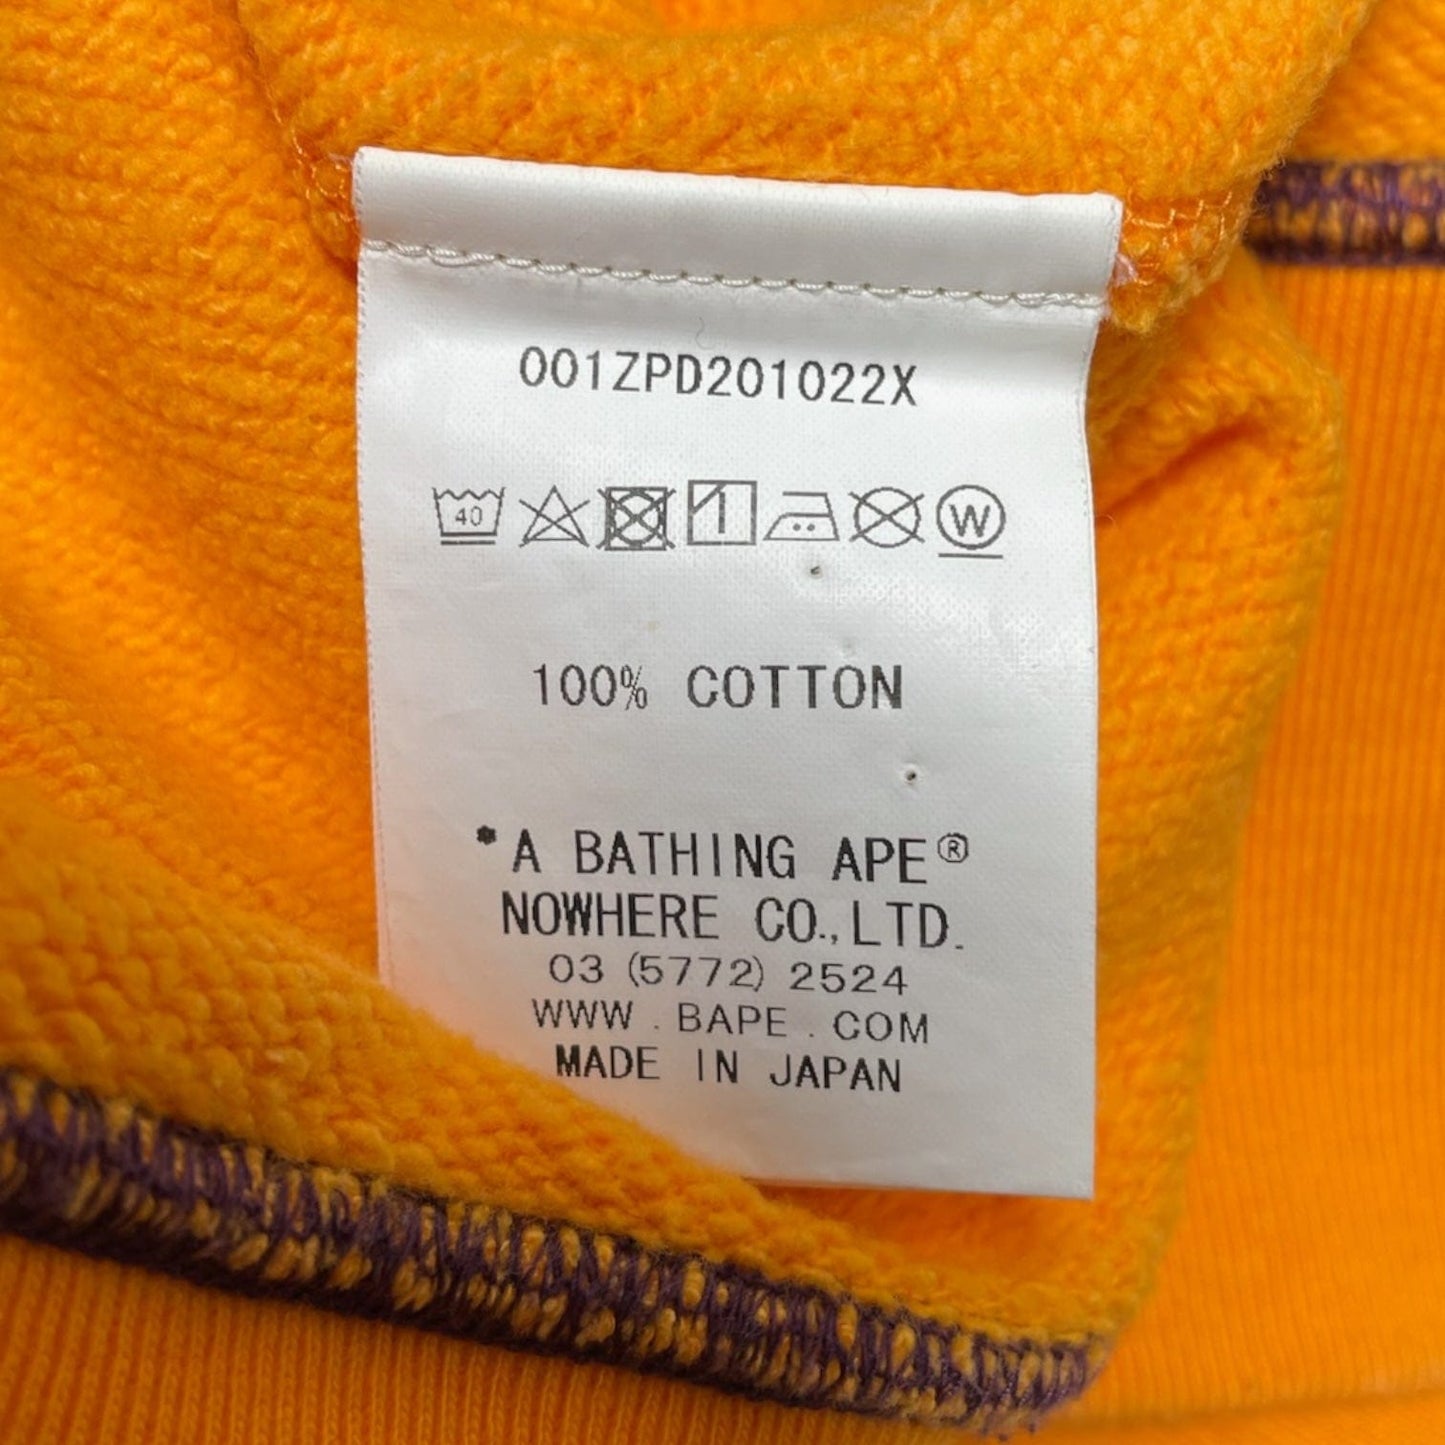 001ZPD201022X
40
W
100% COTTON
*A BATHING APE®
NOWHERE CO.,LTD.
03 (5772) 2524
WWW . BAPE . COM
MADE IN JAPAN